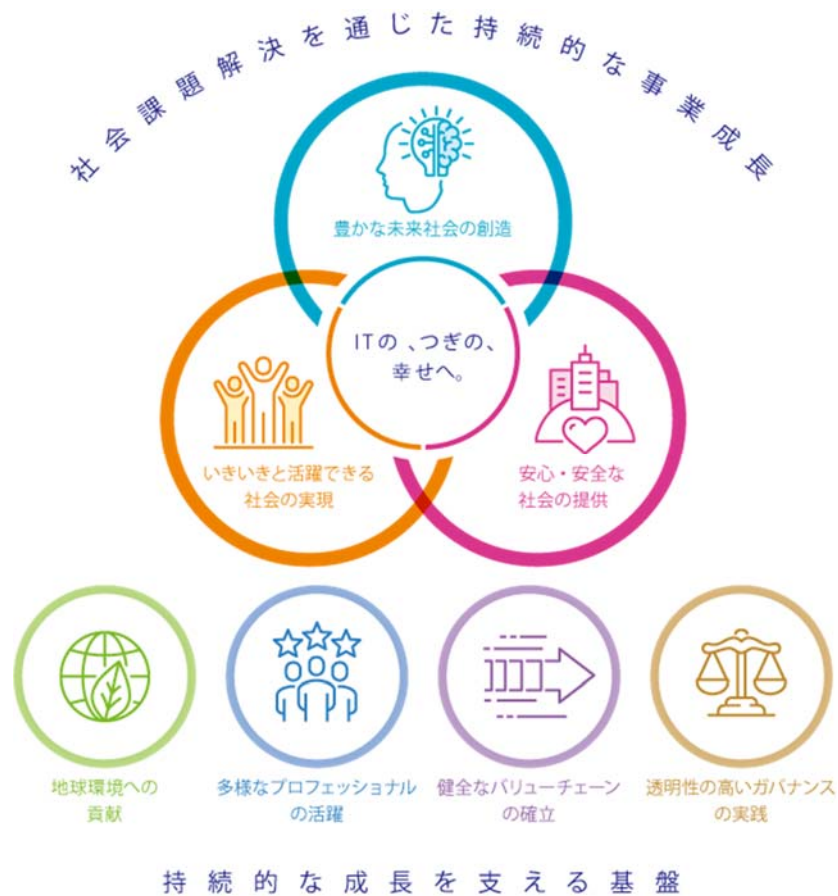 社会課題解決を通じた持続的な事業成長
豊かな未来社会の創造
ITの、つぎの、
幸せへ。
いきいきと活躍できる
社会の実現
安心・安全な
社会の提供
地球環境への
貢献
多様なプロフェッショナル
の活躍
健全なバリューチェーン
の確立
透明性の高いガバナンス
の実践
持続的な成長を支える基盤